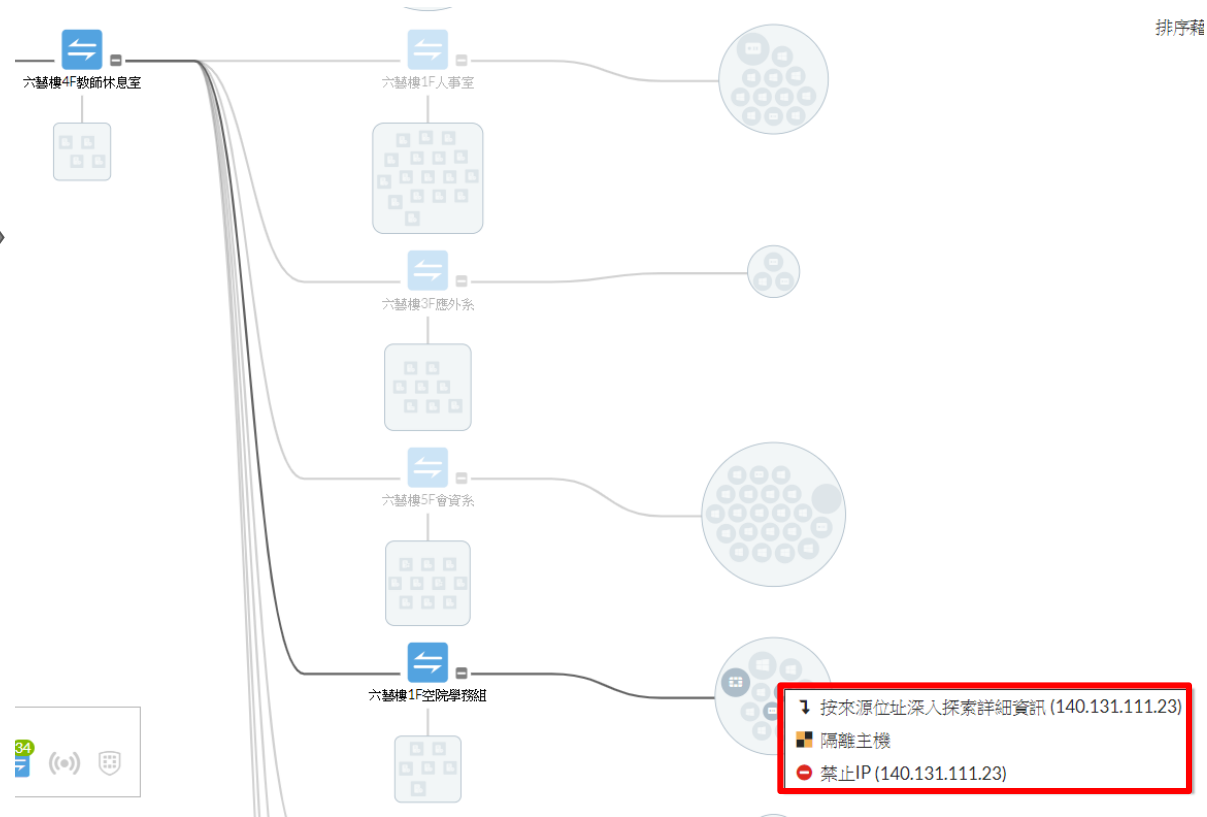 排序藉
六藝樓4F教師休息室
六藝樓1F人事室
六藝樓3F應外系
六藝樓5F會資系
六藝樓1F空院學務組
按來源位址深入探索詳細資訊 (140.131.111.23)
隔離主機
禁止IP (140.131.111.23)
34